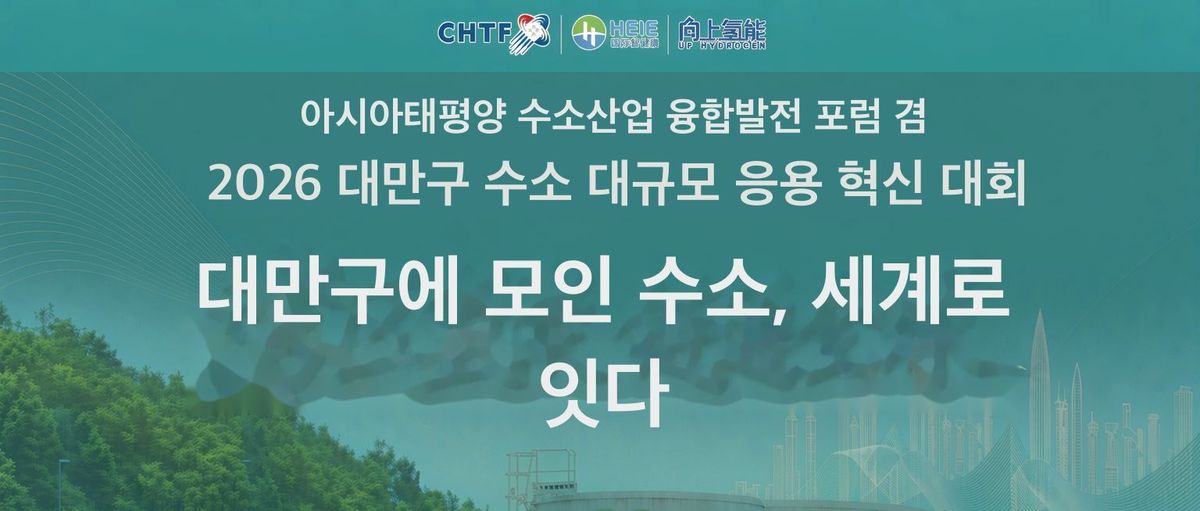 CHTF
HEIE
向上氢能
UP HYDROGEN
아시아태평양 수소산업 융합발전 포럼 겸
2026 대만구 수소 대규모 응용 혁신 대회
대만구에 모인 수소, 세계로
잇다